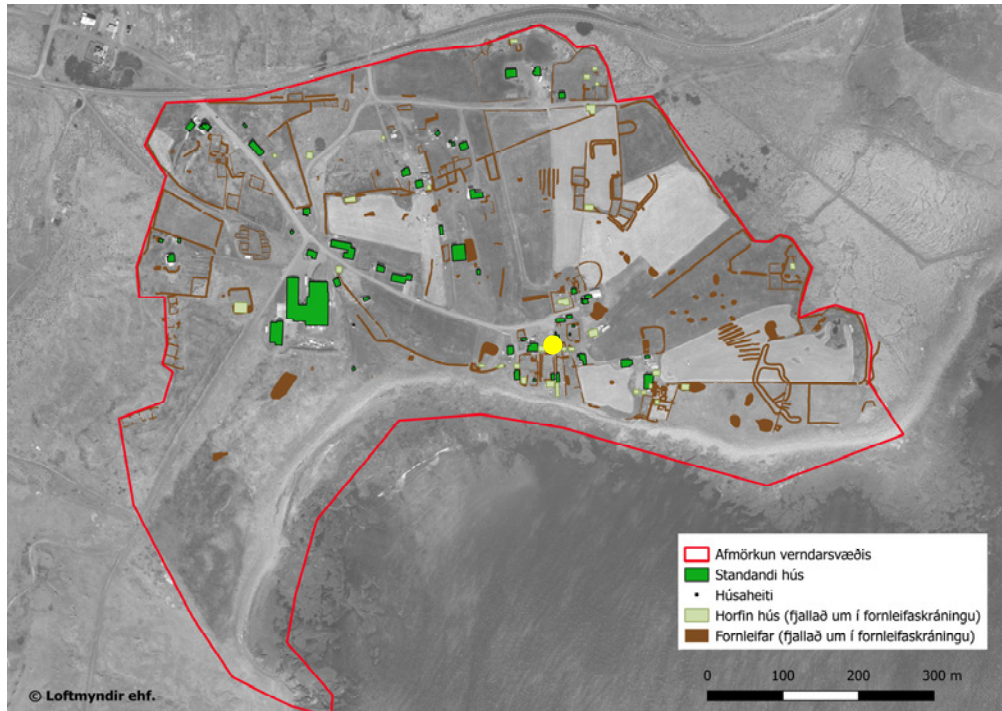 Afmörkun verndarsvæðis
Standandi hús
Húsaheiti
Horfin hús (fjallað um í fornleifaskráningu)
Fornleifar (fjallað um í fornleifaskráningu)
0 100 200 300 m
© Loftmyndir ehf.